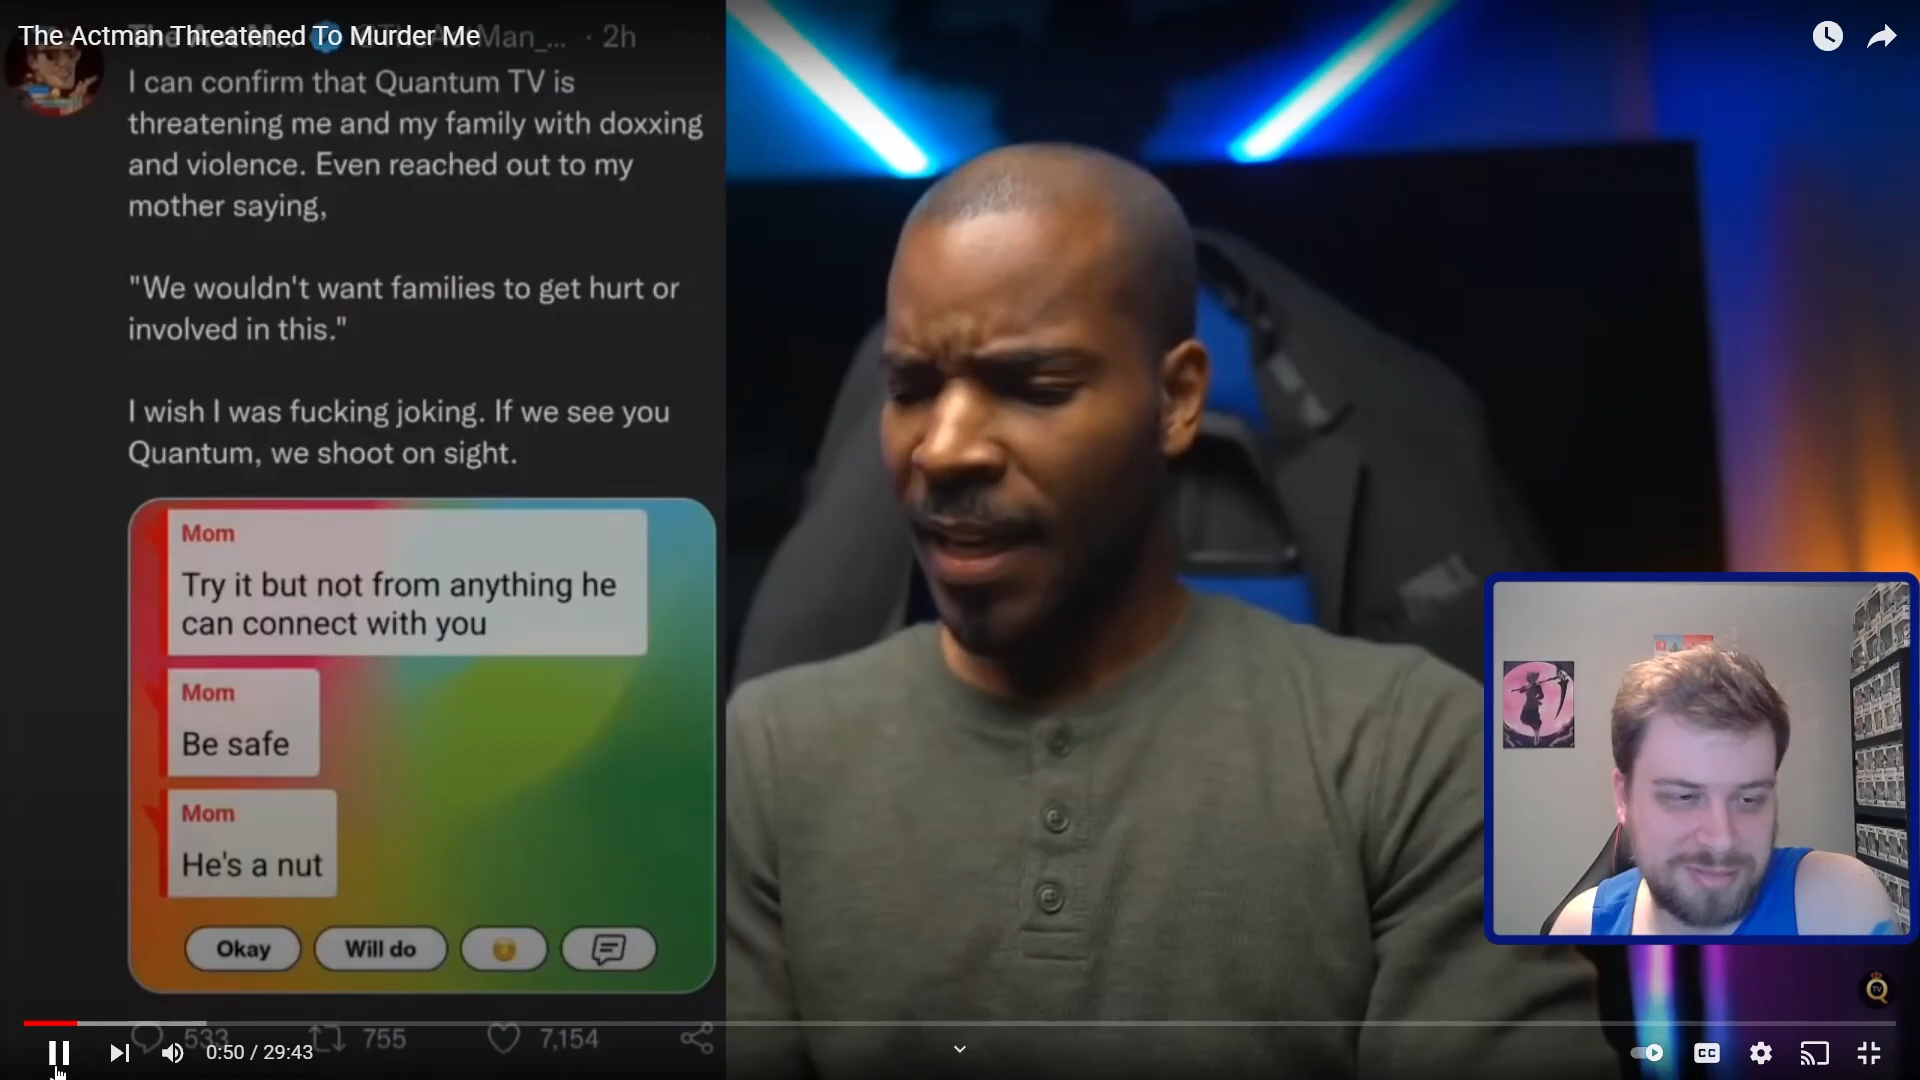 The Actman Threatened To Murder Me
Man_... · 2h
I can confirm that Quantum TV is
threatening me and my family with doxxing
and violence. Even reached out to my
mother saying,
"We wouldn't want families to get hurt or
involved in this."
I wish I was fucking joking. If we see you
Quantum, we shoot on sight.
Mom
Try it but not from anything he
can connect with you
Mom
Be safe
Mom
He's a nut
Okay
Will do
533
755
7,154
0:50 / 29:43
CC
Q
TV